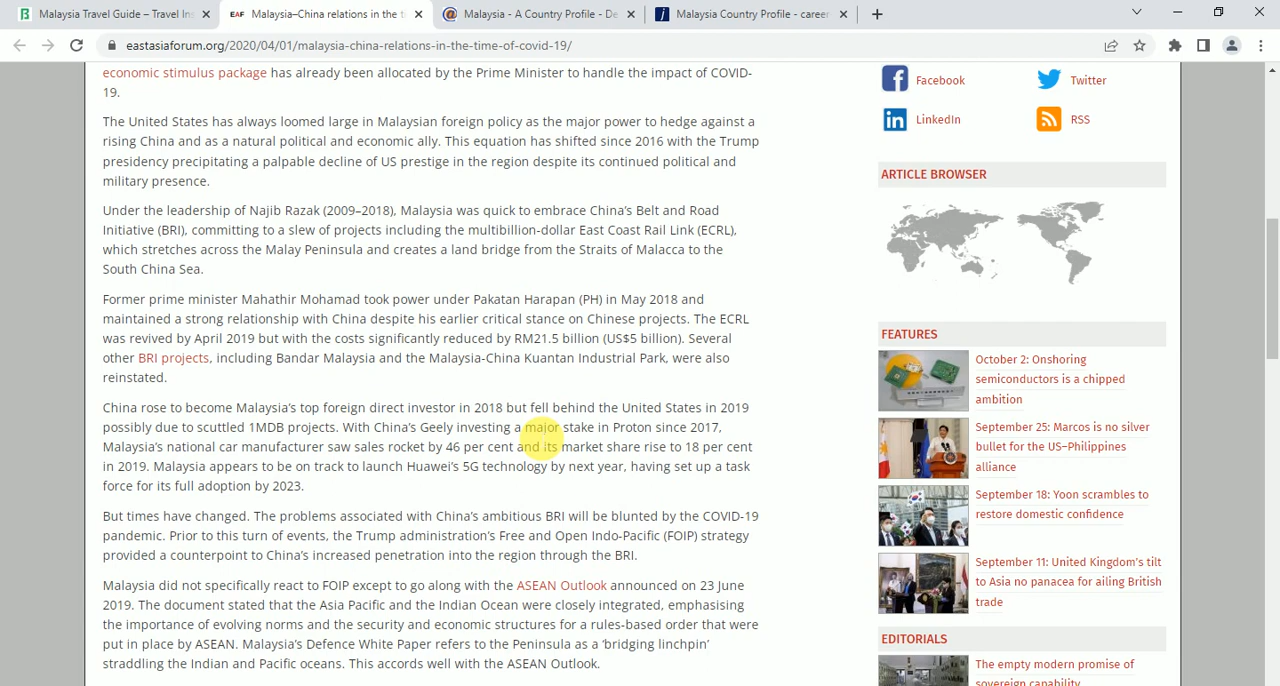 Malaysia Travel Guide – Travel Ins
Malaysia–China relations in the t
Malaysia - A Country Profile - De
Malaysia Country Profile - career
eastasiaforum.org/2020/04/01/malaysia-china-relations-in-the-time-of-covid-19/
economic stimulus package has already been allocated by the Prime Minister to handle the impact of COVID-
19.
The United States has always loomed large in Malaysian foreign policy as the major power to hedge against a
rising China and as a natural political and economic ally. This equation has shifted since 2016 with the Trump
presidency precipitating a palpable decline of US prestige in the region despite its continued political and
military presence.
Under the leadership of Najib Razak (2009–2018), Malaysia was quick to embrace China's Belt and Road
Initiative (BRI), committing to a slew of projects including the multibillion-dollar East Coast Rail Link (ECRL),
which stretches across the Malay Peninsula and creates a land bridge from the Straits of Malacca to the
South China Sea.
Former prime minister Mahathir Mohamad took power under Pakatan Harapan (PH) in May 2018 and
maintained a strong relationship with China despite his earlier critical stance on Chinese projects. The ECRL
was revived by April 2019 but with the costs significantly reduced by RM21.5 billion (US$5 billion). Several
other BRI projects, including Bandar Malaysia and the Malaysia-China Kuantan Industrial Park, were also
reinstated.
China rose to become Malaysia's top foreign direct investor in 2018 but fell behind the United States in 2019
possibly due to scuttled 1MDB projects. With China's Geely investing a major stake in Proton since 2017,
Malaysia's national car manufacturer saw sales rocket by 46 per cent and its market share rise to 18 per cent
in 2019. Malaysia appears to be on track to launch Huawei's 5G technology by next year, having set up a task
force for its full adoption by 2023.
But times have changed. The problems associated with China's ambitious BRI will be blunted by the COVID-19
pandemic. Prior to this turn of events, the Trump administration's Free and Open Indo-Pacific (FOIP) strategy
provided a counterpoint to China's increased penetration into the region through the BRI.
Malaysia did not specifically react to FOIP except to go along with the ASEAN Outlook announced on 23 June
2019. The document stated that the Asia Pacific and the Indian Ocean were closely integrated, emphasising
the importance of evolving norms and the security and economic structures for a rules-based order that were
put in place by ASEAN. Malaysia's Defence White Paper refers to the Peninsula as a 'bridging linchpin'
straddling the Indian and Pacific oceans. This accords well with the ASEAN Outlook.
Facebook
Twitter
LinkedIn
RSS
ARTICLE BROWSER
FEATURES
October 2: Onshoring
semiconductors is a chipped
ambition
September 25: Marcos is no silver
bullet for the US–Philippines
alliance
September 18: Yoon scrambles to
restore domestic confidence
September 11: United Kingdom's tilt
to Asia no panacea for ailing British
trade
EDITORIALS
The empty modern promise of
sovereign capability